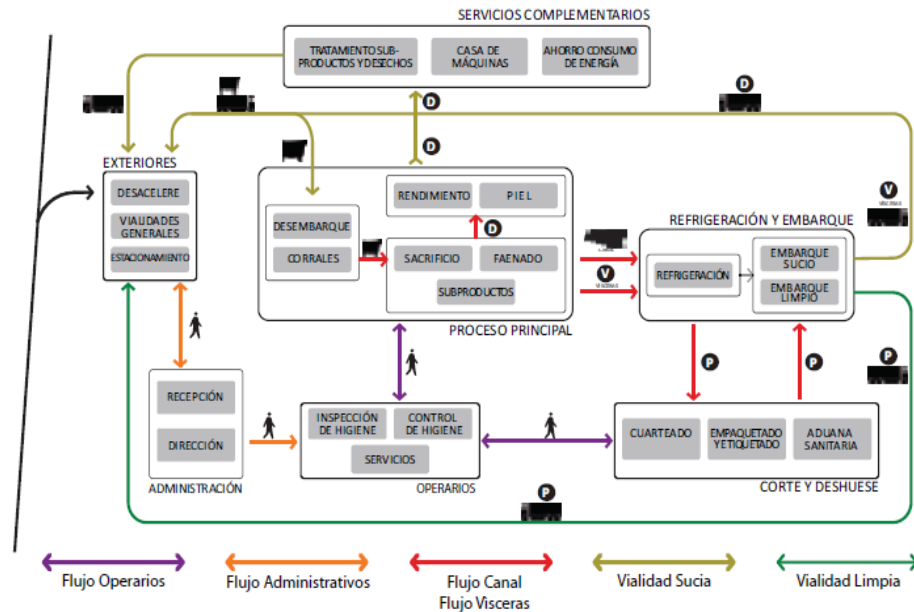 SERVICIOS COMPLEMENTARIOS
TRATAMIENTO SUB-
PRODUCTOS Y DESECHOS
CASA DE
MÁQUINAS
AHORRO CONSUMO
DE ENERGÍA
D
D
D
EXTERIORES
DESACELERE
VIALIDADES
GENERALES
ESTACIONAMIENTO
RENDIMIENTO
PIEL
D
DESEMBARQUE
CORRALES
SACRIFICIO
FAENADO
SUBPRODUCTOS
PROCESO PRINCIPAL
V
VISCERAS
V
VISCERAS
REFRIGERACIÓN Y EMBARQUE
REFRIGERACIÓN
EMBARQUE
SUCIO
EMBARQUE
LIMPIÓ
P
P
P
RECEPCIÓN
DIRECCIÓN
ADMINISTRACIÓN
INSPECCIÓN
DE HIGIENE
CONTROL
DE HIGIENE
SERVICIOS
OPERARIOS
CUARTEADO
EMPAQUETADO
Y ETIQUETADO
ADUANA
SANITARIA
CORTE Y DESHUESE
P
Flujo Operarios
Flujo Administrativos
Flujo Canal
Flujo Visceras
Vialidad Sucia
Vialidad Limpia